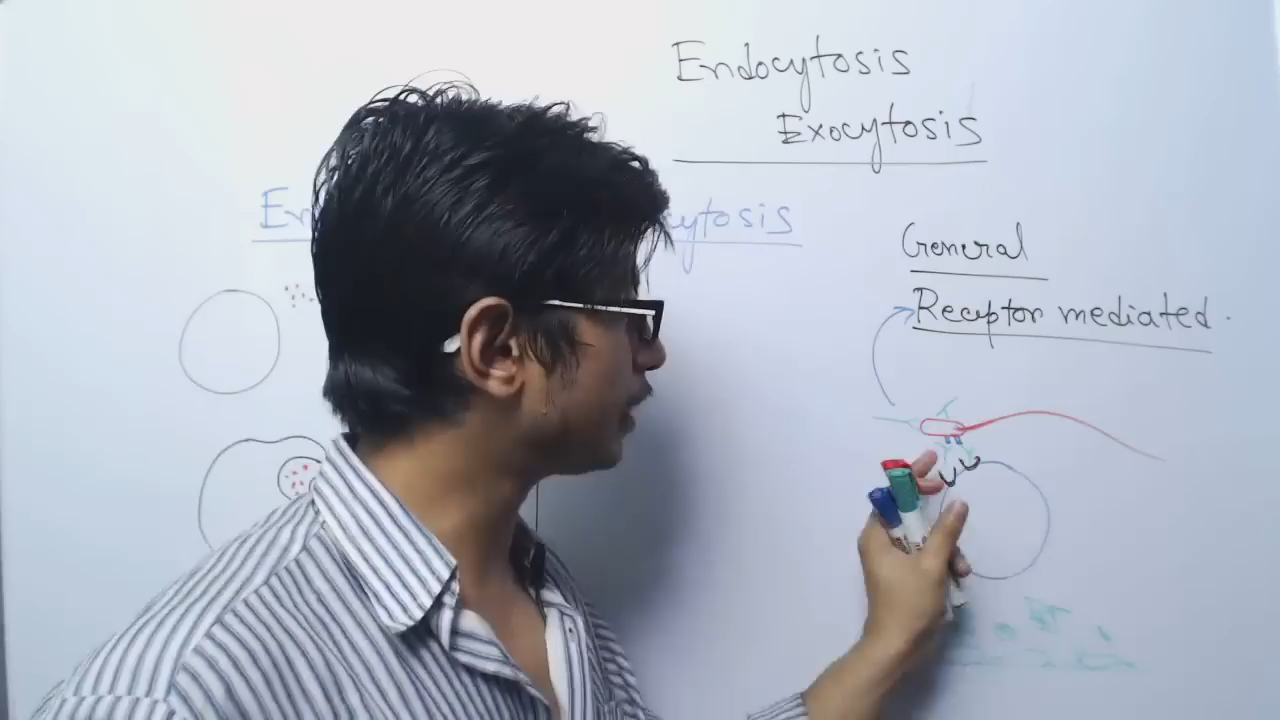 Endocytosis
Exocytosis
General
Receptor mediated.